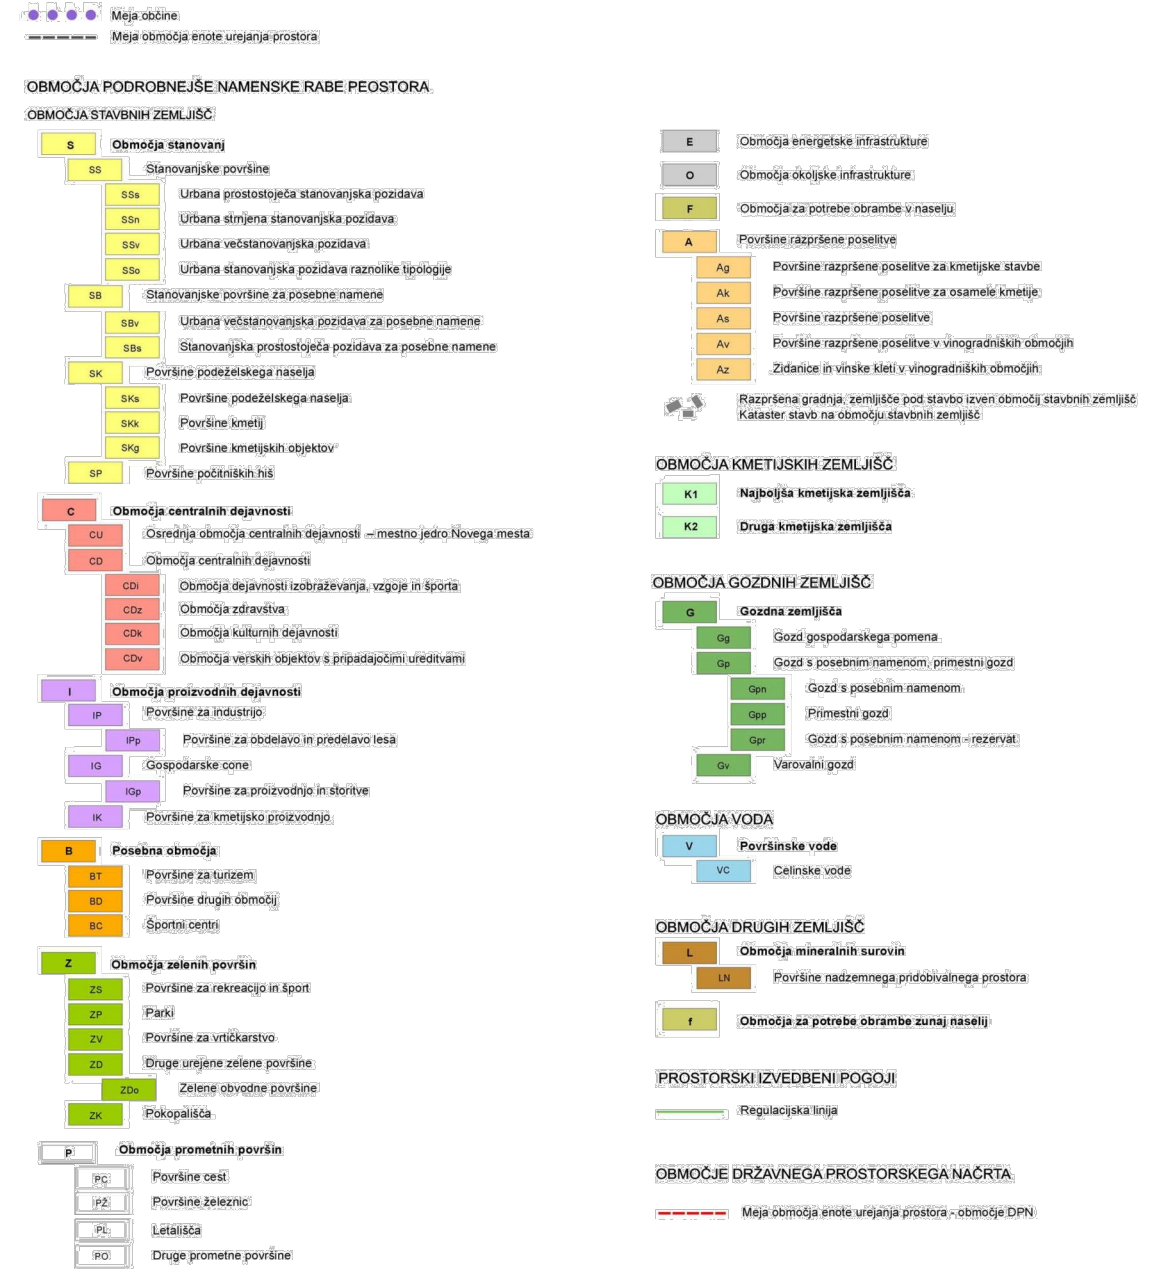 Meja občine
Meja območja enote urejanja prostora
OBMOČJA PODROBNEJŠE NAMENSKE RABE PEOSTORA
OBMOČJA STAVBNIH ZEMLJIŠČ
S Območja stanovanj
SS Stanovanjske površine
SSs Urbana prostostoječa stanovanjska pozidava
SSn Urbana strnjena stanovanjska pozidava
SSv Urbana večstanovanjska pozidava
SSo Urbana stanovanjska pozidava raznolike tipologije
SB Stanovanjske površine za posebne namene
SBv Urbana večstanovanjska pozidava za posebne namene
SBs Stanovanjska prostostoječa pozidava za posebne namene
SK Površine podeželskega naselja
SKs Površine podeželskega naselja
SKk Površine kmetij
SKg Površine kmetijskih objektov
SP Površine počitniških hiš
C Območja centralnih dejavnosti
CU Osrednja območja centralnih dejavnosti – mestno jedro Novega mesta
CD Območja centralnih dejavnosti
CDi Območja dejavnosti izobraževanja, vzgoje in športa
CDz Območja zdravstva
CDk Območja kulturnih dejavnosti
CDv Območja verskih objektov s pripadajočimi ureditvami
I Območja proizvodnih dejavnosti
IP Površine za industrijo
IPp Površine za obdelavo in predelavo lesa
IG Gospodarske cone
IGp Površine za proizvodnjo in storitve
IK Površine za kmetijsko proizvodnjo
B Posebna območja
BT Površine za turizem
BD Površine drugih območij
BC Športni centri
Z Območja zelenih površin
ZS Površine za rekreacijo in šport
ZP Parki
ZV Površine za vrtičkarstvo
ZD Druge urejene zelene površine
ZDo Zelene obvodne površine
ZK Pokopališča
P Območja prometnih površin
PC Površine cest
PŽ Površine železnic
PL Letališča
PO Druge prometne površine
E Območja energetske infrastrukture
O Območja okoljske infrastrukture
F Območja za potrebe obrambe v naselju
A Površine razpršene poselitve
Ag Površine razpršene poselitve za kmetijske stavbe
Ak Površine razpršene poselitve za osamele kmetije
As Površine razpršene poselitve
Av Površine razpršene poselitve v vinogradniških območjih
Az Zidanice in vinske kleti v vinogradniških območjih
Razpršena gradnja, zemljišče pod stavbo izven območij stavbnih zemljišč
Kataster stavb na območju stavbnih zemljišč
OBMOČJA KMETIJSKIH ZEMLJIŠČ
K1 Najboljša kmetijska zemljišča
K2 Druga kmetijska zemljišča
OBMOČJA GOZDNIH ZEMLJIŠČ
G Gozdna zemljišča
Gg Gozd gospodarskega pomena
Gp Gozd s posebnim namenom, primestni gozd
Gpn Gozd s posebnim namenom
Gpp Primestni gozd
Gpr Gozd s posebnim namenom - rezervat
Gv Varovalni gozd
OBMOČJA VODA
V Površinske vode
VC Celinske vode
OBMOČJA DRUGIH ZEMLJIŠČ
L Območja mineralnih surovin
LN Površine nadzemnega pridobivalnega prostora
f Območja za potrebe obrambe zunaj naselij
PROSTORSKI IZVEDBENI POGOJI
Regulacijska linija
OBMOČJE DRŽAVNEGA PROSTORSKEGA NAČRTA
Meja območja enote urejanja prostora - območje DPN